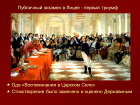 Публичный экзамен в Лицее - первый триумф
Ода «Воспоминания в Царском Селе»
Стихотворение было замечено и оценено Державиным